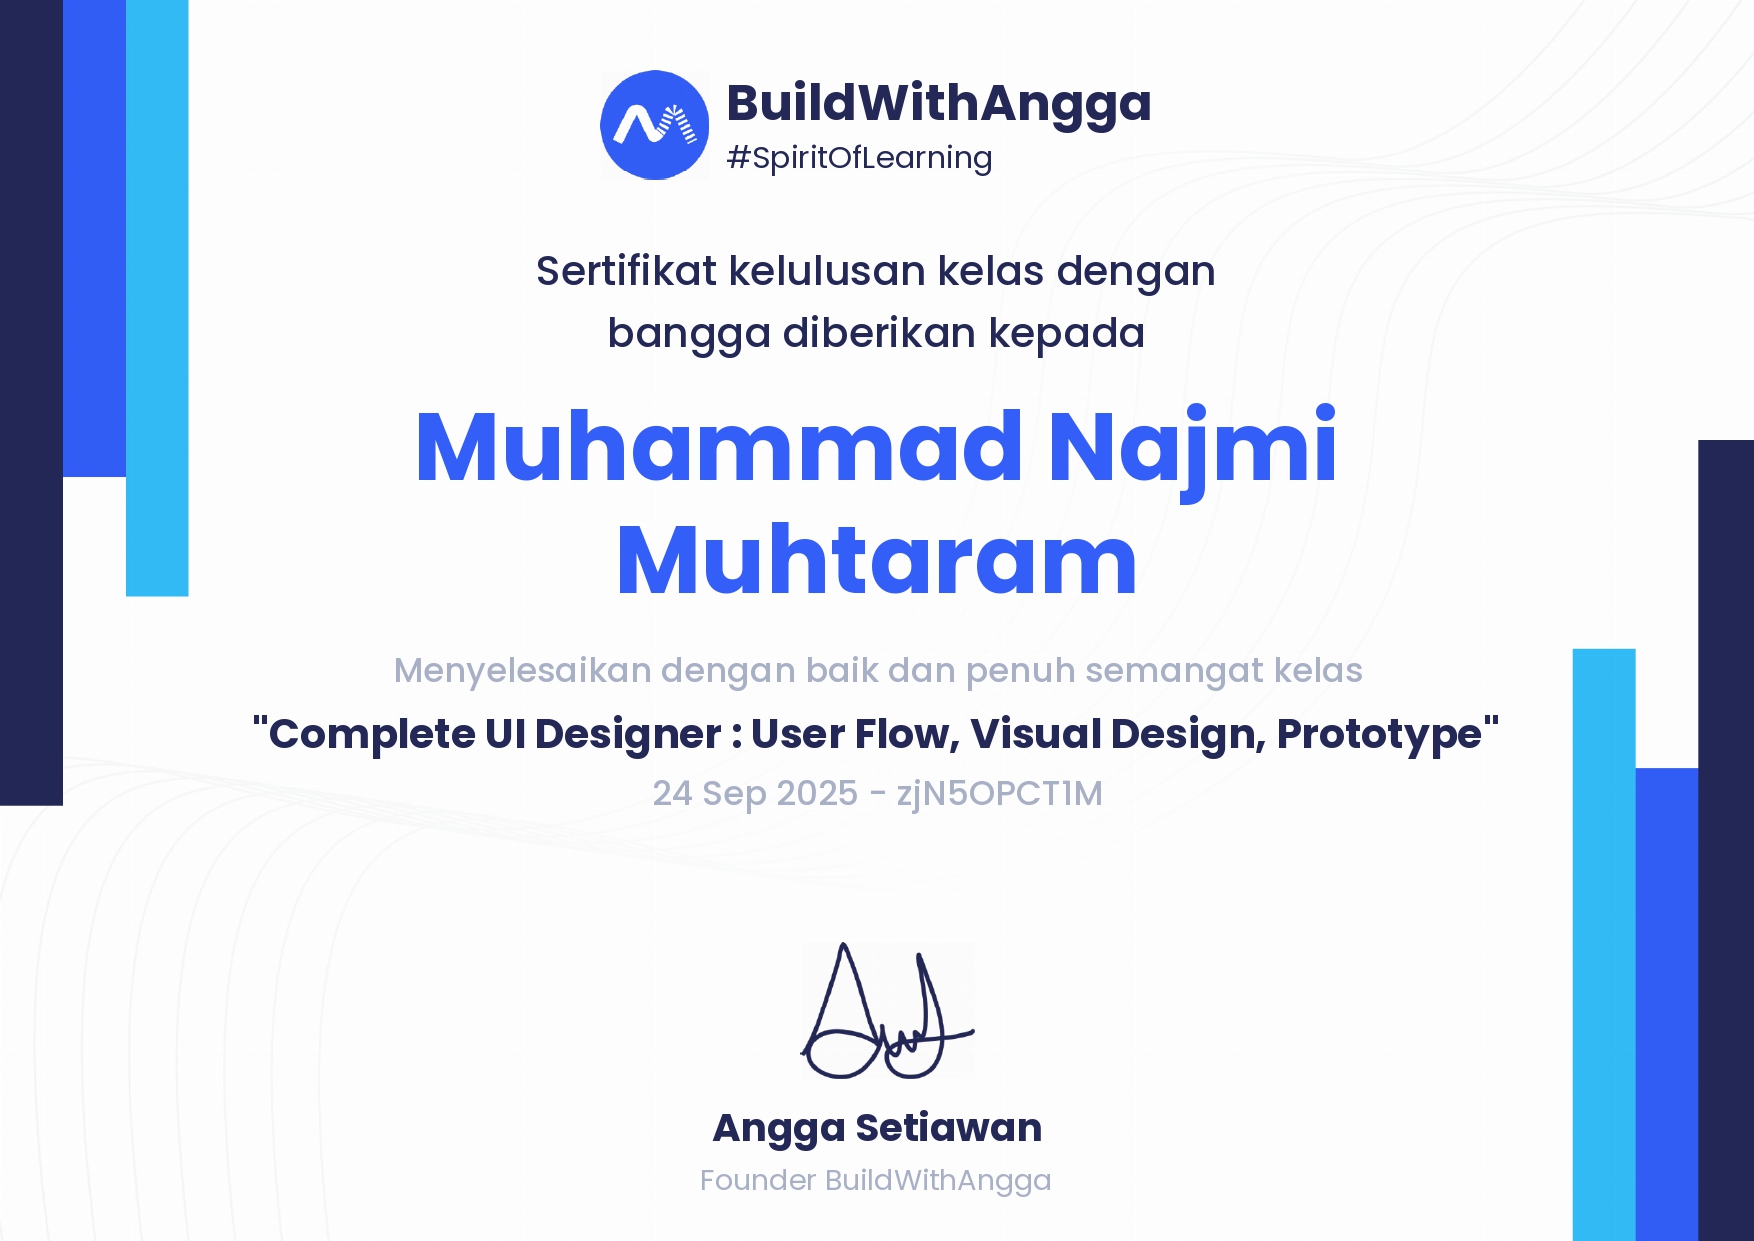 BuildWithAngga
#SpiritOfLearning
Sertifikat kelulusan kelas dengan
bangga diberikan kepada
Muhammad Najmi
Muhtaram
Menyelesaikan dengan baik dan penuh semangat kelas
"Complete UI Designer : User Flow, Visual Design, Prototype"
24 Sep 2025 - zjN5OPCT1M
Angga Setiawan
Founder BuildWithAngga